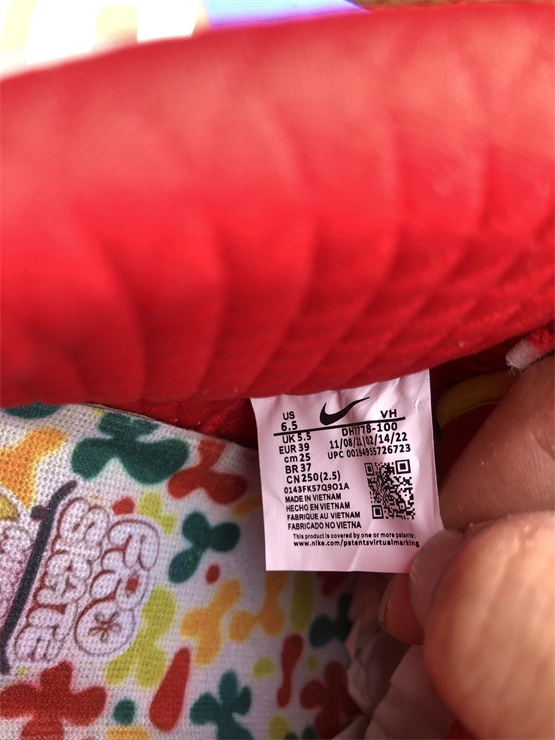 US VH
6.5
UK 5.5 DH7778-100
EUR 39 11/08/21 02/14/22
cm 25 UPC 00194955726723
BR 37
CN 250(2.5)
0143FK57Q9O1A
MADE IN VIETNAM
HECHO EN VIETNAM
FABRIQUE AU VIETNAM
FABRICADO NO VIETNA
This product is covered by one or more patents:
www.nike.com/patentsvirtualmarking